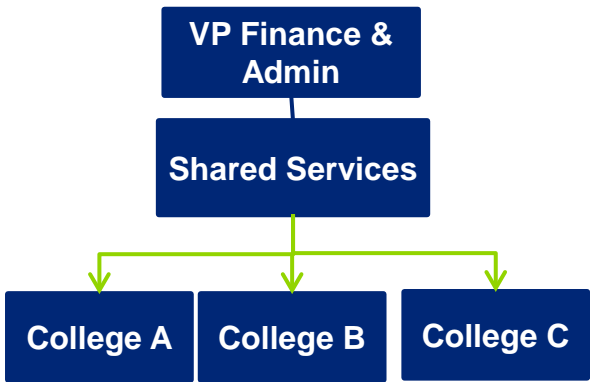 VP Finance &
Admin
Shared Services
College A
College B
College C